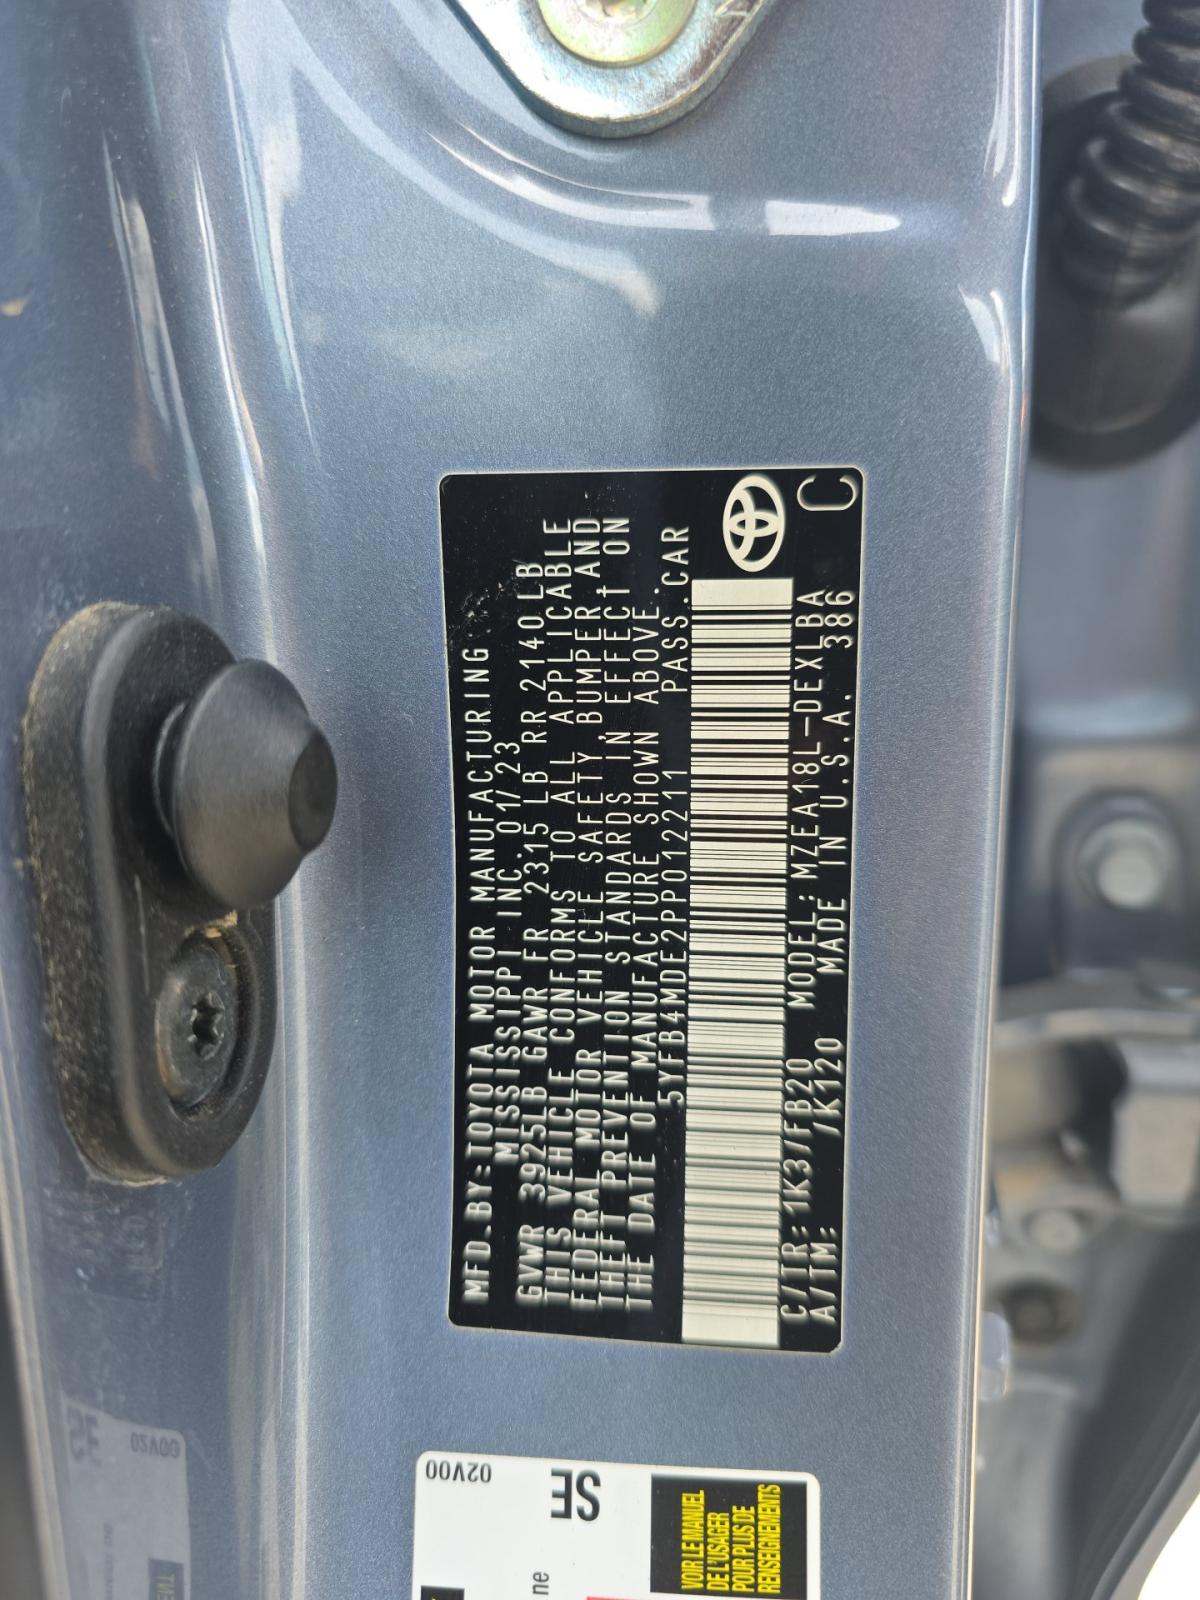 MFD.BY:TOYOTA MOTOR MANUFACTURING
MISSISSIPPI INC. 01/23
GVWR 3925LB GAWR FR 2315 LB RR 2140LB
THIS VEHICLE CONFORMS TO ALL APPLICABLE
FEDERAL MOTOR VEHICLE SAFETY, BUMPER, AND
THEFT PREVENTION STANDARDS IN EFFECT ON
THE DATE OF MANUFACTURE SHOWN ABOVE.
5YFB4MDE2PP012211 PASS.CAR
C/TR: 1K3/FB20 MODEL: MZEA18L-DEXLBA
A/TM: /K120 MADE IN U.S.A. 386
C
02V00
SE
ne
VOIR LE MANUEL
DE L'USAGER
POUR PLUS DE
RENSEIGNEMENTS